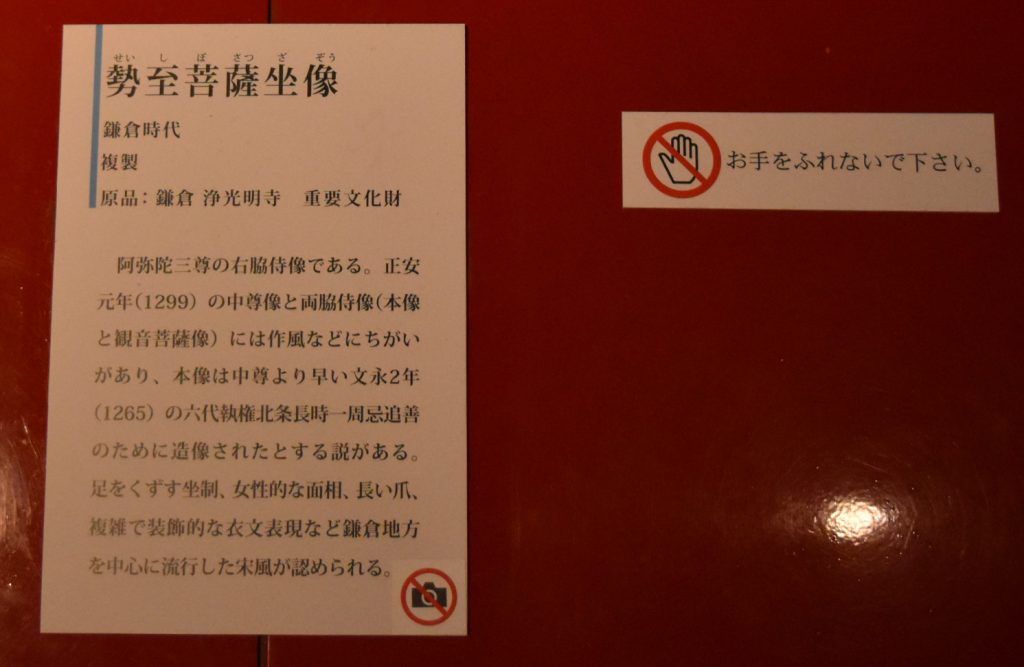 せいしぼさつざぞう
勢至菩薩坐像
鎌倉時代
複製
原品：鎌倉 浄光明寺　重要文化財
阿弥陀三尊の右脇侍像である。正安
元年(1299）の中尊像と両脇侍像(本像
と観音菩薩像）には作風などにちがい
があり、本像は中尊より早い文永2年
(1265）の六代執権北条長時一周忌追善
のために造像されたとする説がある。
足をくずす坐制、女性的な面相、長い爪、
複雑で装飾的な衣文表現など鎌倉地方
を中心に流行した宋風が認められる。
お手をふれないで下さい。